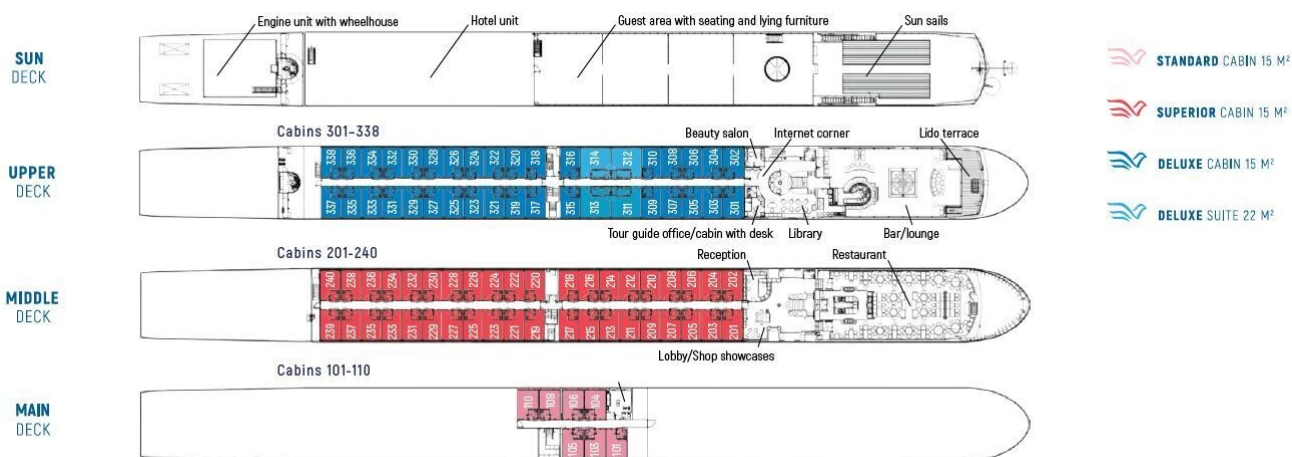 Engine unit with wheelhouse
Hotel unit
Guest area with seating and lying furniture
Sun sails
SUN
DECK
STANDARD CABIN 15 M²
SUPERIOR CABIN 15 M²
DELUXE CABIN 15 M²
DELUXE SUITE 22 M²
Cabins 301-338
Beauty salon
Internet corner
Lido terrace
UPPER
DECK
338 336 334 332 330 328 326 324 322 320 318 316 314 312 310 308 306 304 302
337 335 333 331 329 327 325 323 321 319 317 315 313 311 309 307 305 303 301
Tour guide office/cabin with desk
Library
Bar/lounge
Cabins 201-240
Reception
Restaurant
MIDDLE
DECK
240 238 236 234 232 230 228 226 224 222 220 218 216 214 212 210 208 206 204 202
239 237 235 233 231 229 227 225 223 221 219 217 215 213 211 209 207 205 203 201
Lobby/Shop showcases
Cabins 101-110
MAIN
DECK
110 108 106 104
105 103 101